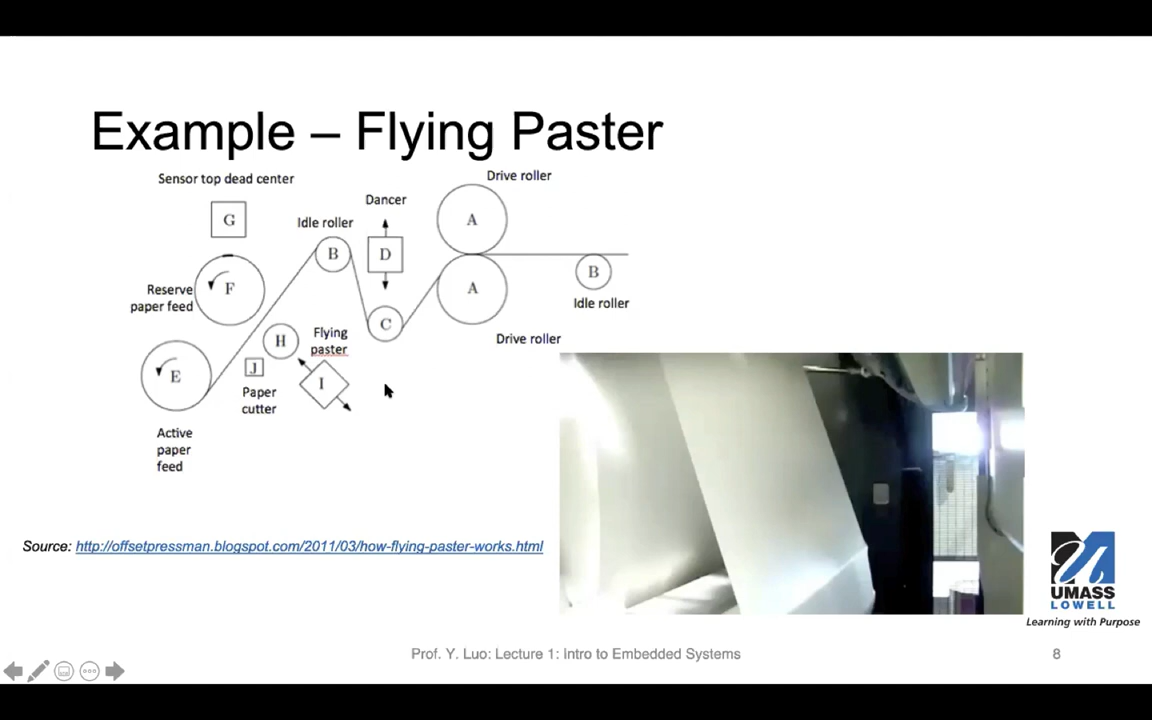 Example – Flying Paster
Sensor top dead center
Drive roller
Dancer
G
Idle roller
A
B
D
Reserve
paper feed
F
B
A
Idle roller
C
H
Flying
paster
Drive roller
E
J
I
Paper
cutter
Active
paper
feed
Source: http://offsetpressman.blogspot.com/2011/03/how-flying-paster-works.html
UMASS
LOWELL
Learning with Purpose
Prof. Y. Luo: Lecture 1: Intro to Embedded Systems
8